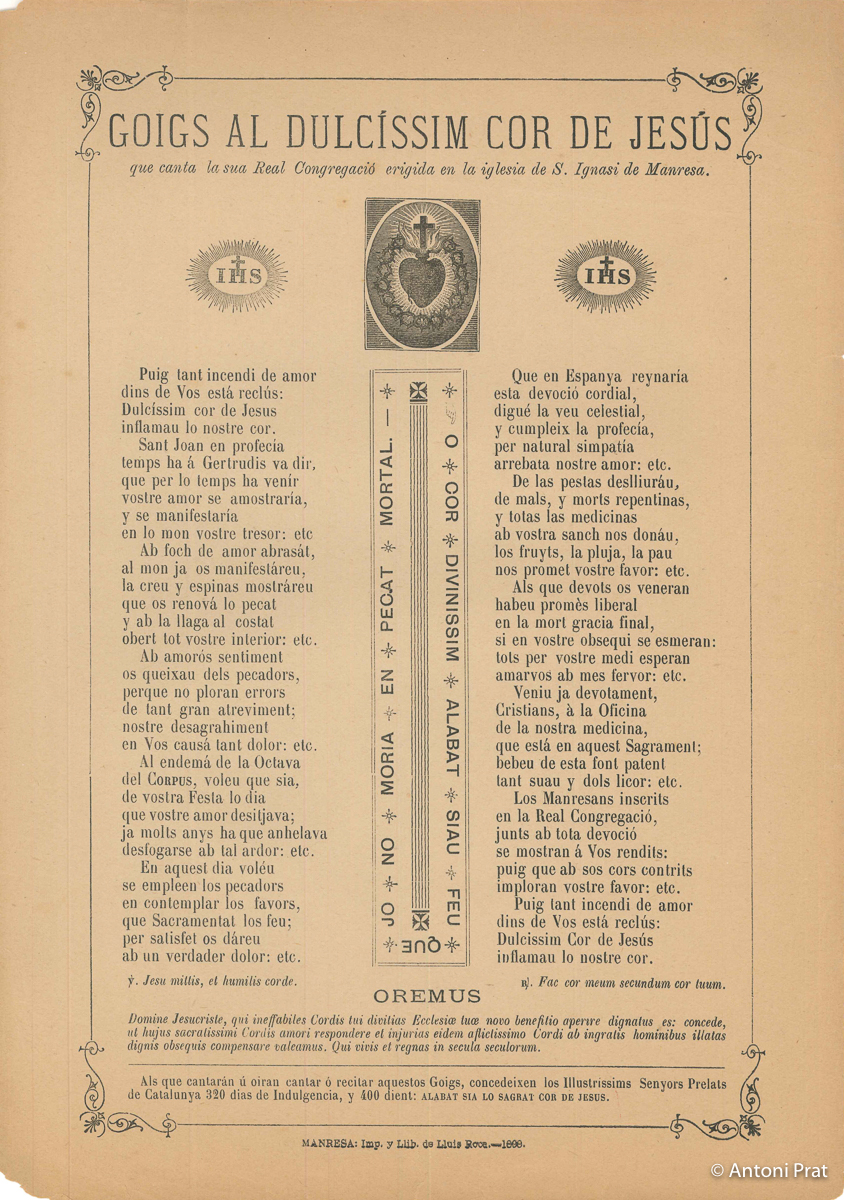 GOIGS AL DULCÍSSIM COR DE JESÚS
que canta la sua Real Congregació erigida en la iglesia de S. Ignasi de Manresa.
IHS
IHS
Puig tant incendi de amor
dins de Vos está reclús:
Dulcíssim cor de Jesus
inflamau lo nostre cor.
Sant Joan en profecía
temps ha á Gertrudis va dir,
que per lo temps ha venír
vostre amor se amostraría,
y se manifestaría
en lo mon vostre tresor: etc
Ab foch de amor abrasát,
al mon ja os manifestáreu,
la creu y espinas mostráreu
que os renová lo pecat
y ab la llaga al costat
obert tot vostre interior: etc.
Ab amorós sentiment
os queixau dels pecadors,
perque no ploran errors
de tant gran atreviment;
nostre desagrahiment
en Vos causá tant dolor: etc.
Al endemá de la Octava
del CORPUS, voleu que sia,
de vostra Festa lo dia
que vostre amor desitjava;
ja molts anys ha que anhelava
desfogarse ab tal ardor: etc.
En aquest dia voléu
se empleen los pecadors
en contemplar los favors,
que Sacramentat los feu;
per satisfet os dáreu
ab un verdader dolor: etc.
℣. Jesu mitis, et humilis corde.
O COR DIVINISSIM ALABAT SIAU FEU
QUE
JO NO MORIA EN PECAT MORTAL.—
Que en Espanya reynaría
esta devoció cordial,
digué la veu celestial,
y cumpleix la profecía,
per natural simpatía
arrebata nostre amor: etc.
De las pestas deslliuráu,
de mals, y morts repentinas,
y totas las medicinas
ab vostra sanch nos donáu,
los fruyts, la pluja, la pau
nos promet vostre favor: etc.
Als que devots os veneran
habeu promès liberal
en la mort gracia final,
si en vostre obsequi se esmeran:
tots per vostre medi esperan
amarvos ab mes fervor: etc.
Veniu ja devotament,
Cristians, à la Oficina
de la nostra medicina,
que está en aquest Sagrament;
bebeu de esta font patent
tant suau y dols licor: etc.
Los Manresans inscrits
en la Real Congregació,
junts ab tota devoció
se mostran á Vos rendits:
puig que ab sos cors contrits
imploran vostre favor: etc.
Puig tant incendi de amor
dins de Vos está reclús:
Dulcissim Cor de Jesús
inflamau lo nostre cor.
℟. Fac cor meum secundum cor tuum.
OREMUS
Domine Jesucriste, qui ineffabiles Cordis tui divitias Ecclesiæ tuæ novo benefitio aperire dignatus es: concede,
ut hujus sacratissimi Cordis amori respondere et injurias eidem aflictissimo Cordi ab ingratis hominibus illatas
dignis obsequis compensare valeamus. Qui vivis et regnas in secula seculorum.
Als que cantarán ú oiran cantar ó recitar aquestos Goigs, concedeixen los Illustrissims Senyors Prelats
de Catalunya 320 dias de Indulgencia, y 400 dient: ALABAT SIA LO SAGRAT COR DE JESUS.
MANRESA: Imp. y Llib. de Lluis Roca.—
© Antoni Prat